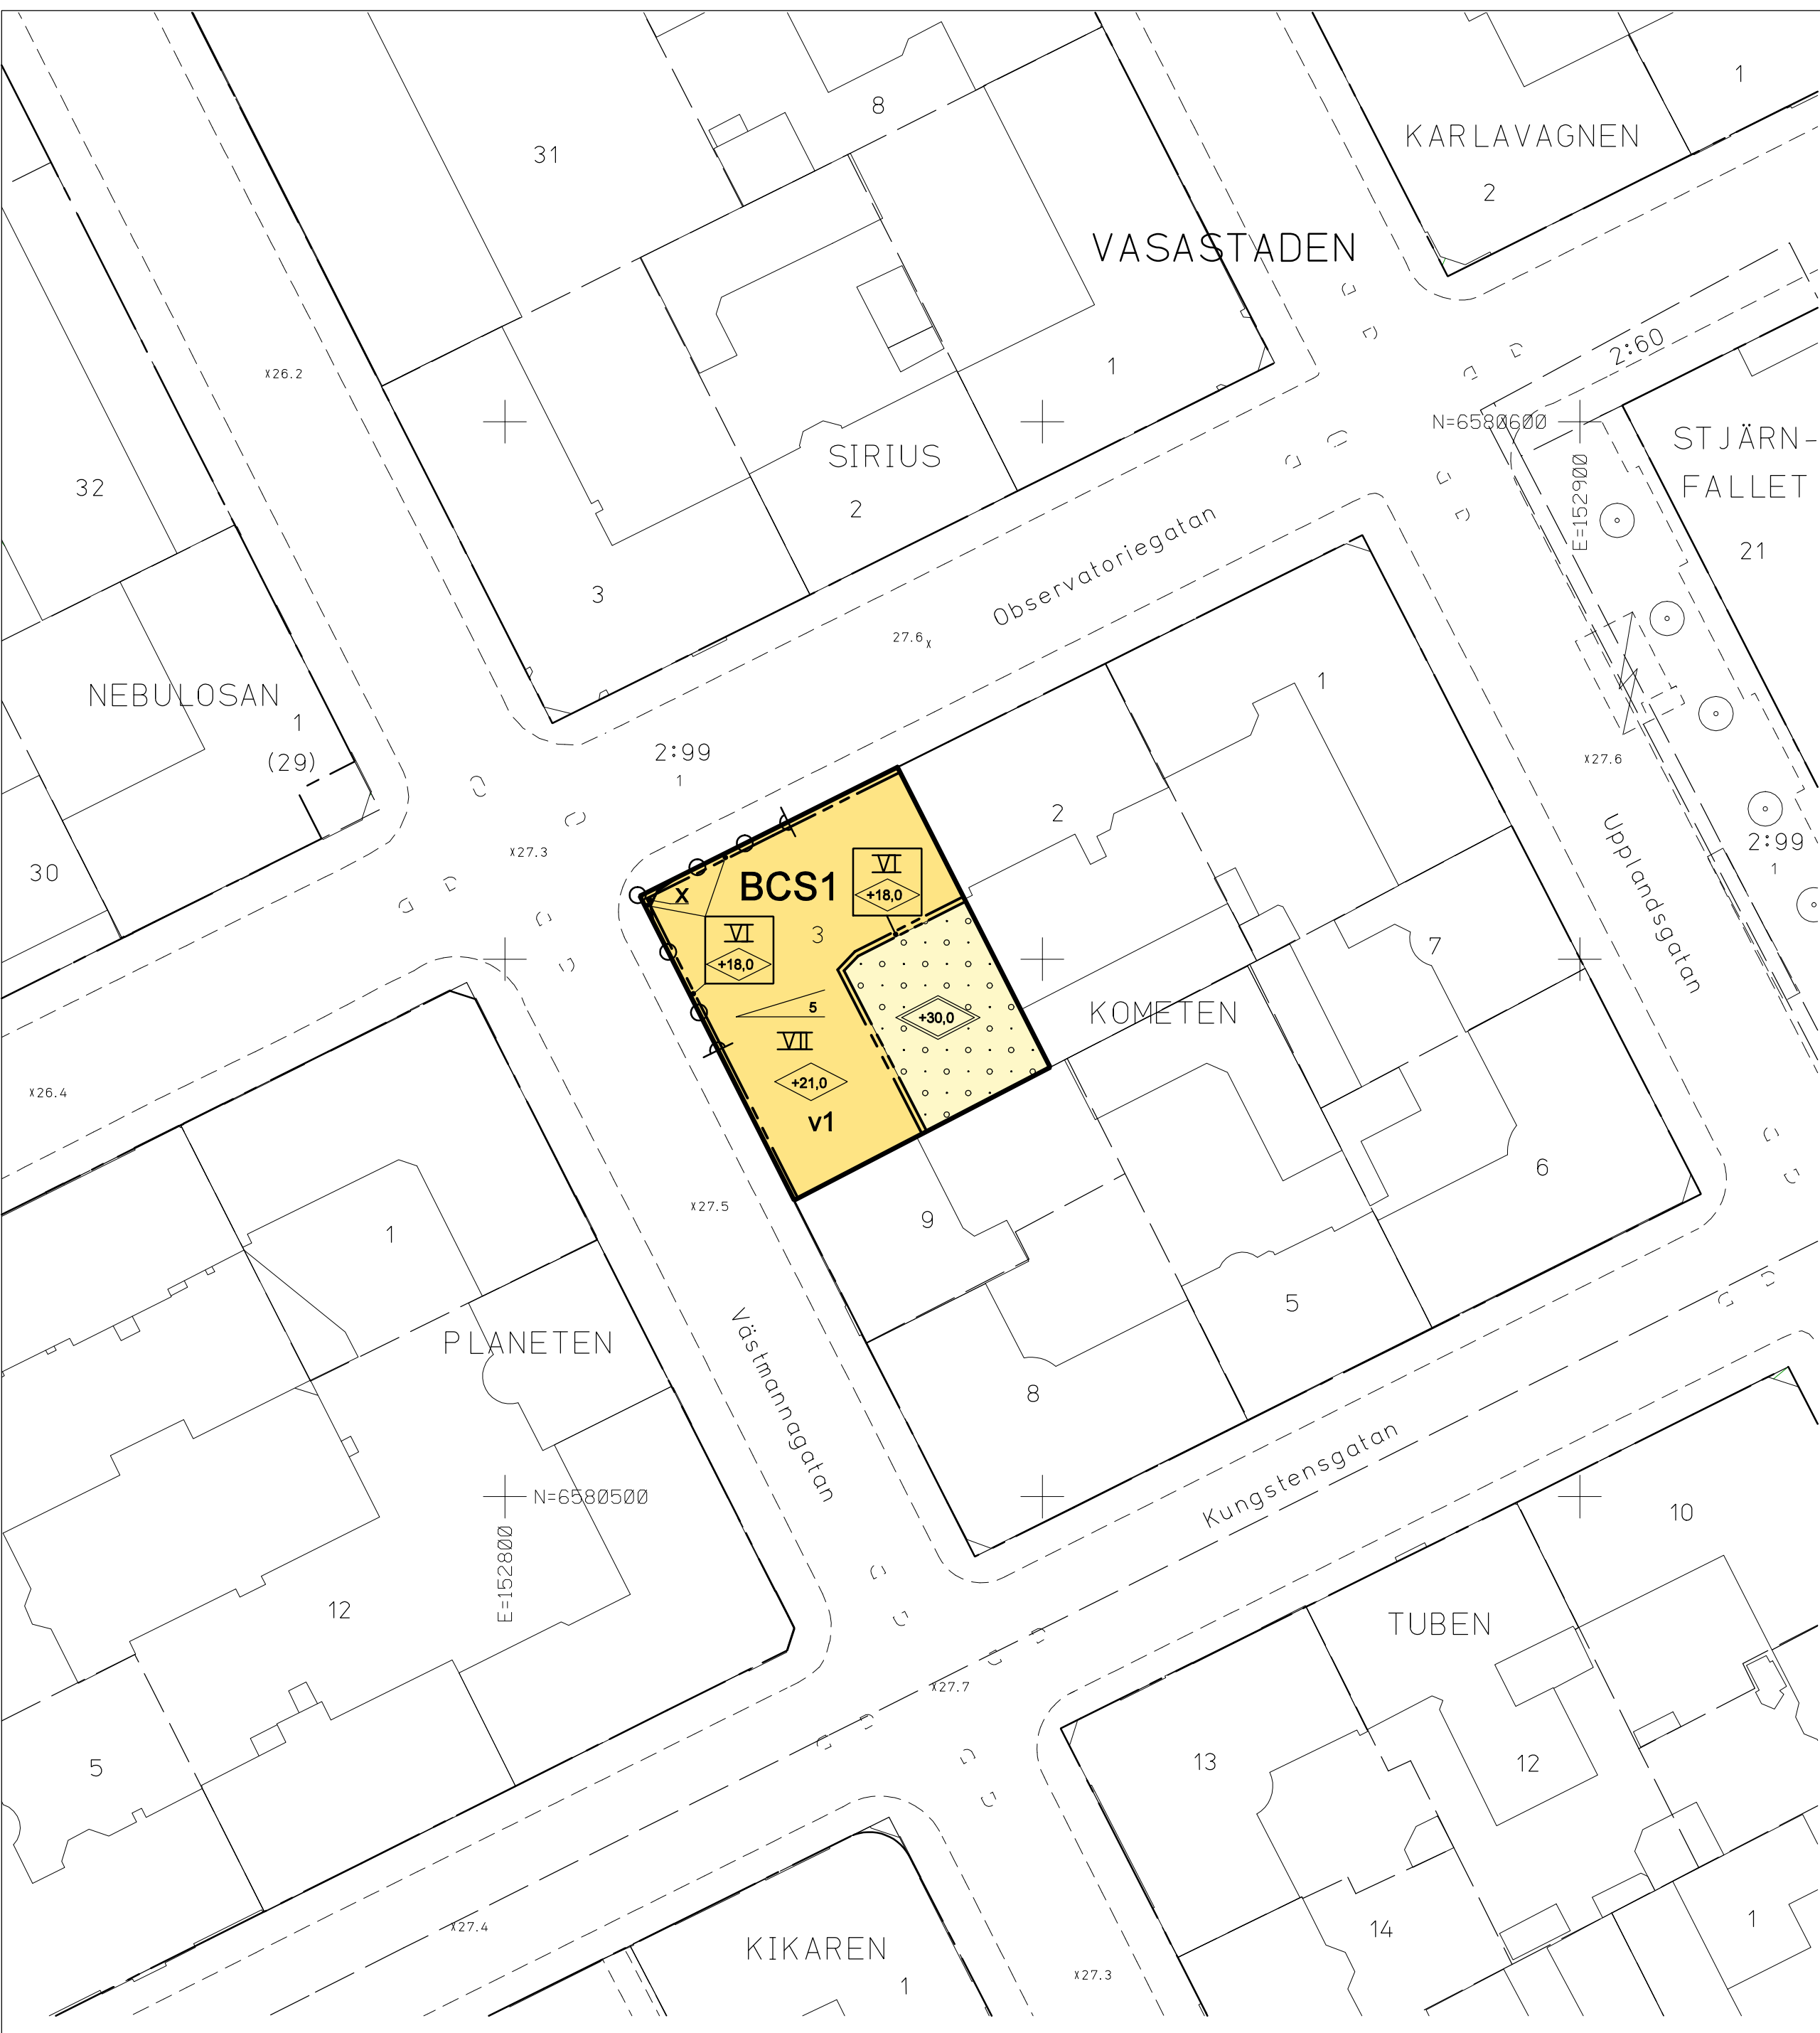 1
8
KARLAVAGNEN
31
2
VASASTADEN
2:60
1
x26.2
N=6580600
STJÄRN-
FALLET
SIRIUS
E=152900
32
2
Observatoriegatan
21
3
27.6x
1
NEBULOSAN
1
(29)
2:99
1
x27.6
2
Upplandsgatan
2:99
1
x27.3
30
VI
+18,0
BCS1
x
3
VI
+18,0
7
5
+30,0
KOMETEN
VII
+21,0
v1
x26.4
6
x27.5
9
1
5
Västmannagatan
PLANETEN
8
Kungstensgatan
N=6580500
E=152800
10
12
TUBEN
x27.7
13
12
5
x27.4
14
1
KIKAREN
1
x27.3